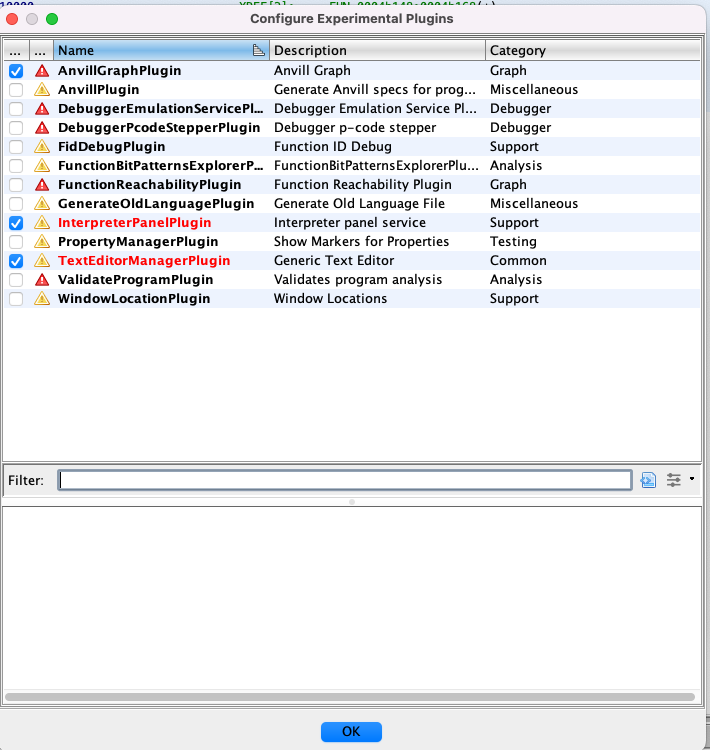 Configure Experimental Plugins
... ... Name Description Category
AnvillGraphPlugin Anvill Graph Graph
AnvillPlugin Generate Anvill specs for prog... Miscellaneous
DebuggerEmulationServicePl... Debugger Emulation Service Pl... Debugger
DebuggerPcodeStepperPlugin Debugger p-code stepper Debugger
FidDebugPlugin Function ID Debug Support
FunctionBitPatternsExplorerP... FunctionBitPatternsExplorerPlu... Analysis
FunctionReachabilityPlugin Function Reachability Plugin Graph
GenerateOldLanguagePlugin Generate Old Language File Miscellaneous
InterpreterPanelPlugin Interpreter panel service Support
PropertyManagerPlugin Show Markers for Properties Testing
TextEditorManagerPlugin Generic Text Editor Common
ValidateProgramPlugin Validates program analysis Analysis
WindowLocationPlugin Window Locations Support
Filter:
OK